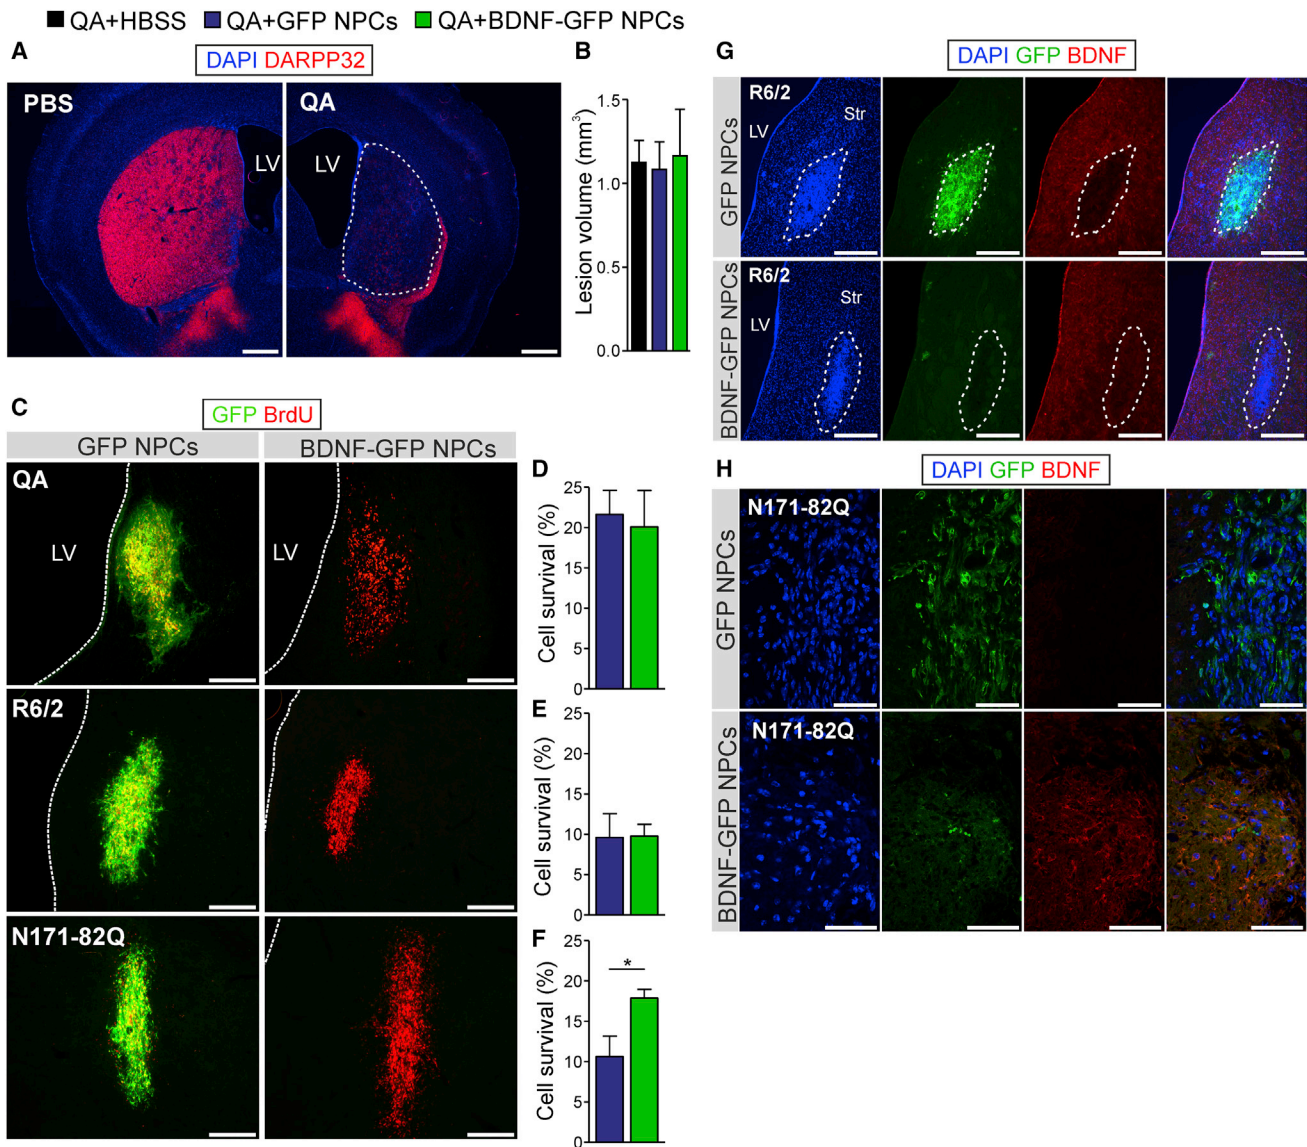 QA+HBSS QA+GFP NPCs QA+BDNF-GFP NPCs
A
DAPI DARPP32
PBS
LV
QA
LV
B
Lesion volume (mm³)
1.5
1.0
0.5
0.0
C
GFP BrdU
GFP NPCs
BDNF-GFP NPCs
QA
LV
LV
R6/2
N171-82Q
D
Cell survival (%)
25
20
15
10
5
0
E
Cell survival (%)
25
20
15
10
5
0
F
Cell survival (%)
25
20
15
10
5
0
*
G
DAPI GFP BDNF
GFP NPCs
R6/2
LV
Str
BDNF-GFP NPCs
R6/2
LV
Str
H
DAPI GFP BDNF
GFP NPCs
N171-82Q
BDNF-GFP NPCs
N171-82Q